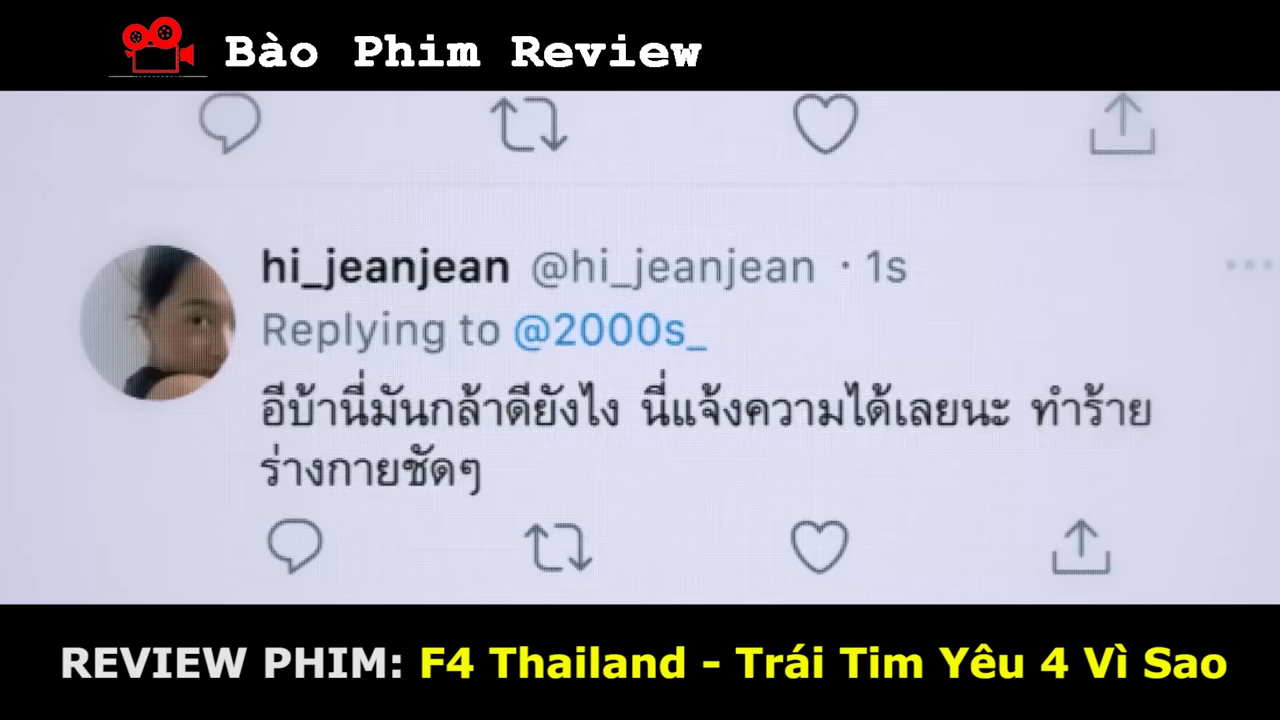 Bào Phim Review
hi_jeanjean @hi_jeanjean · 1s
Replying to @2000s_
อีบ้านี่มันกล้าดียังไง นี่แจ้งความได้เลยนะ ทำร้าย
ร่างกายชัดๆ
REVIEW PHIM: F4 Thailand - Trái Tim Yêu 4 Vì Sao